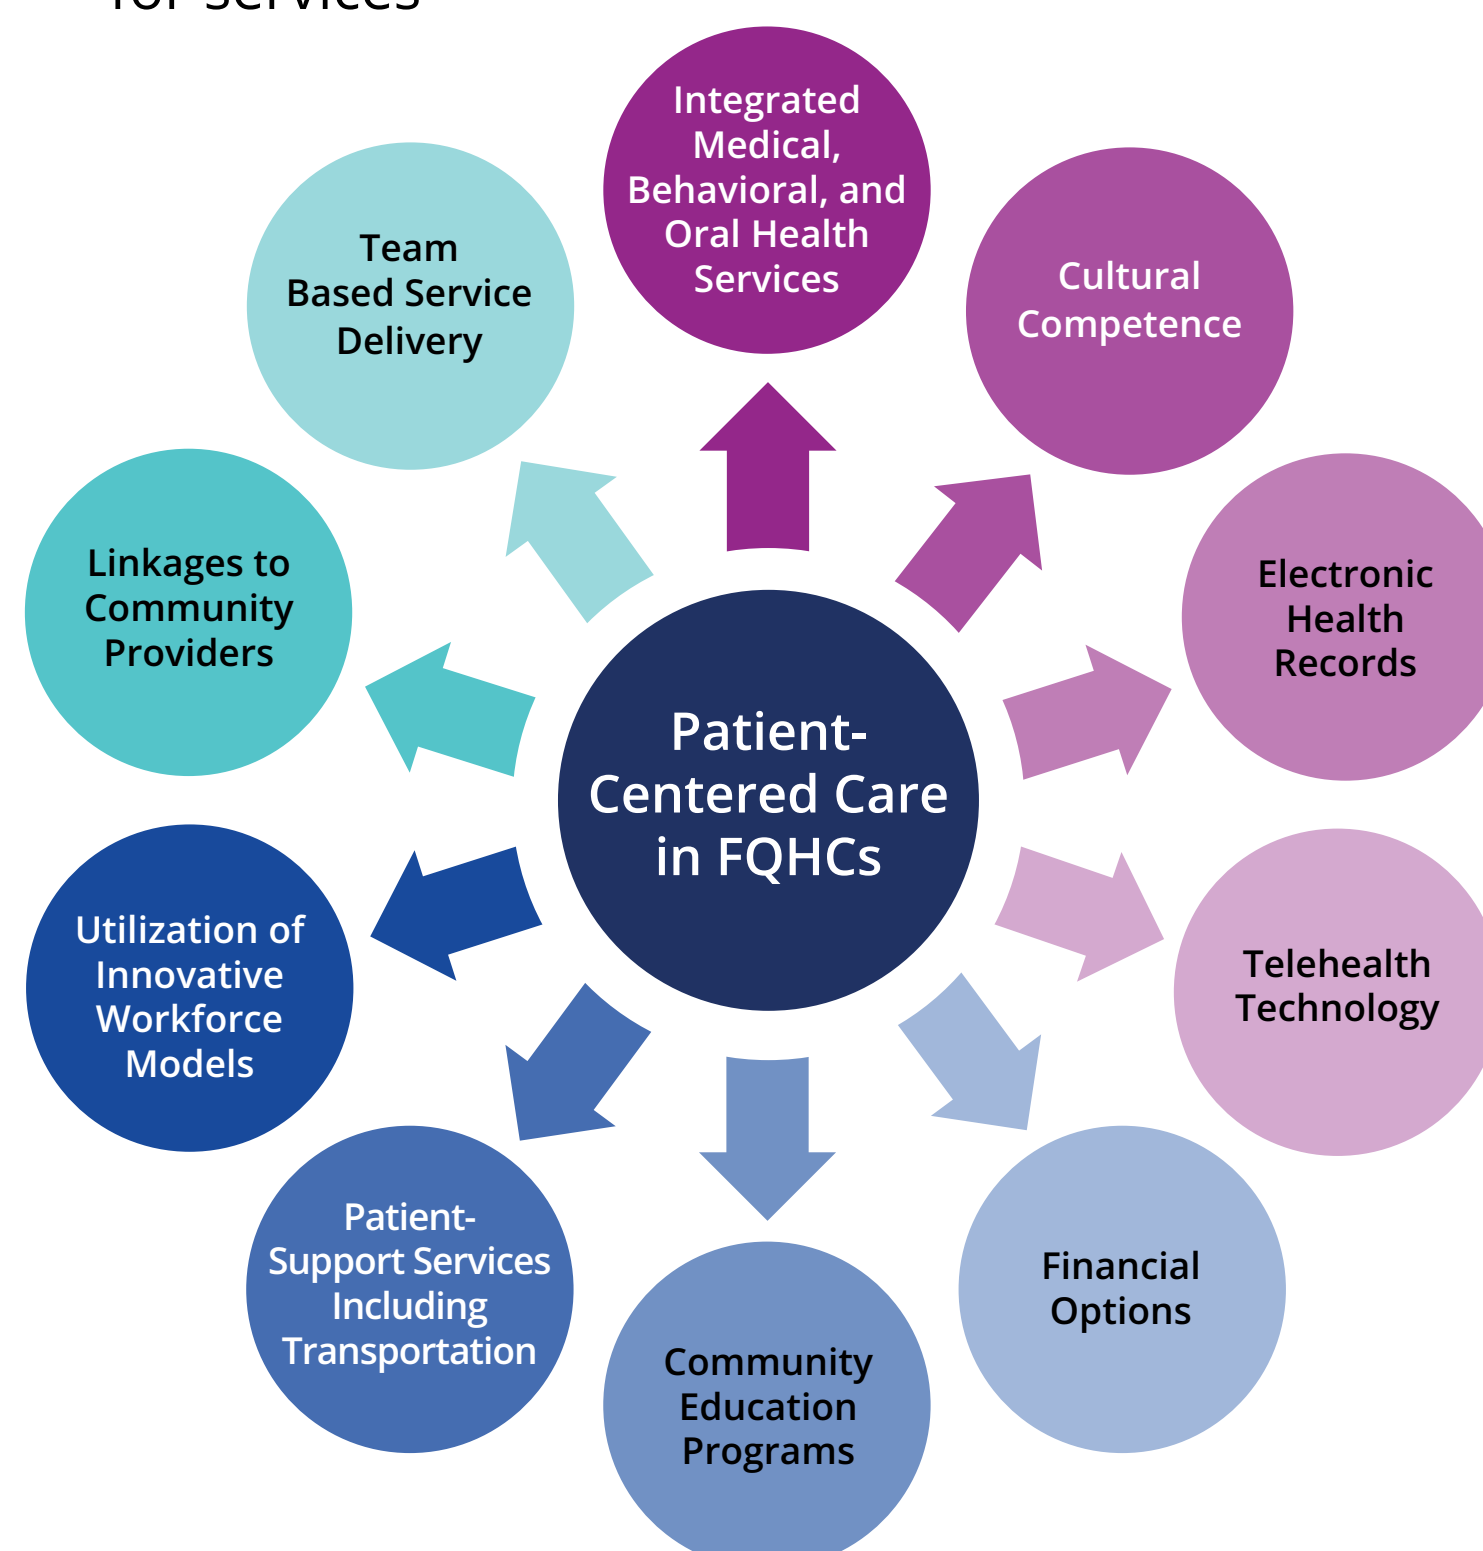 for services
Integrated
Medical,
Behavioral, and
Oral Health
Services
Cultural
Competence
Electronic
Health
Records
Telehealth
Technology
Financial
Options
Community
Education
Programs
Patient-
Support Services
Including
Transportation
Utilization of
Innovative
Workforce
Models
Linkages to
Community
Providers
Team
Based Service
Delivery
Patient-
Centered Care
in FQHCs